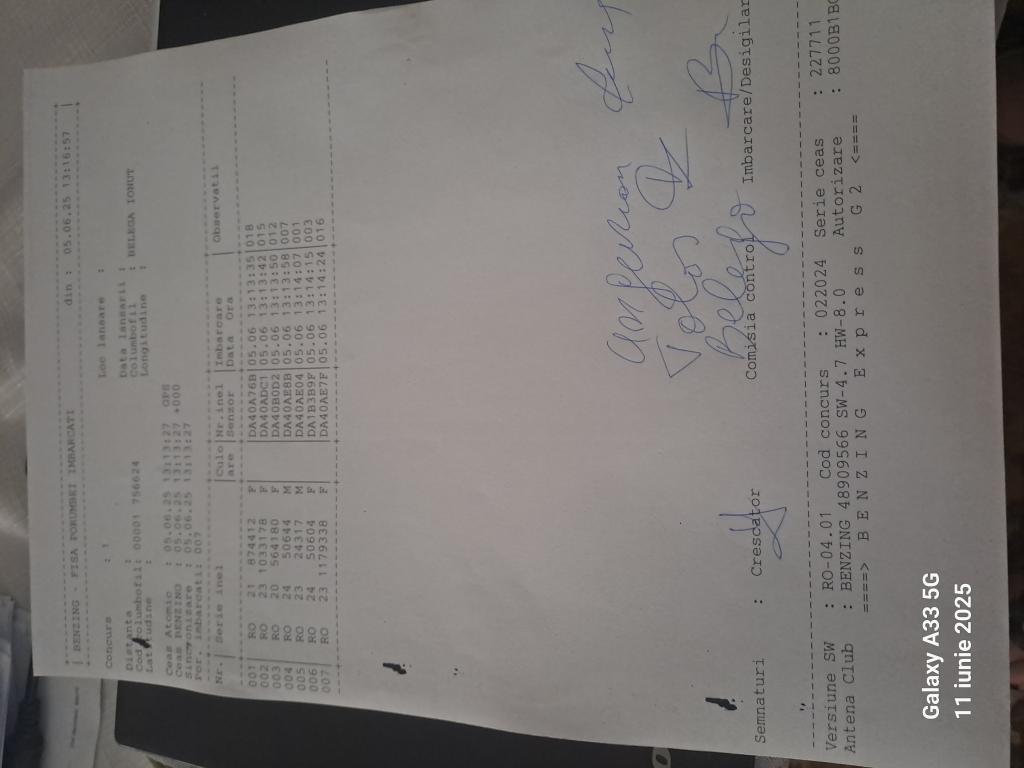 BENZING - FISA PORUMBEI IMBARCATI din : 05.06.25 13:16:57
Concurs : 1 Loc lansare :
Distanta : Data lansarii :
Cod columbofil: 00001 756624 Columbofil : BELEGA IONUT
Latitudine : Longitudine :
Ceas Atomic : 05.06.25 13:13:27 GPS
Ceas BENZING : 05.06.25 13:13:27 +000
Sincronizare : 05.06.25 13:13:27
Por. imbarcati: 007
Nr. | Serie inel |Culo|Nr.inel |Imbarcare |Observatii
are |Senzor |Data Ora
001| RO 21 874412 F DA40A76B 05.06 13:13:35 018
002| RO 23 1033178 F DA40ADC1 05.06 13:13:42 015
003| RO 20 564180 F DA40B0D2 05.06 13:13:50 012
004| RO 24 50644 M DA40AE8B 05.06 13:13:58 007
005| RO 23 24317 M DA40AE04 05.06 13:14:07 001
006| RO 24 50604 F DA1B3B9F 05.06 13:14:15 003
007| RO 23 1179338 F DA40AE7F 05.06 13:14:24 016
Semnaturi : Crescator Comisia control Imbarcare/Desigilar
Versiune SW : RO-04.01 Cod concurs : 022024 Serie ceas : 227711
Antena Club : BENZING 48909566 SW-4.7 HW-8.0 Autorizare : 8000B1B
====> B E N Z I N G E x p r e s s G 2 <====
Galaxy A33 5G
11 iunie 2025